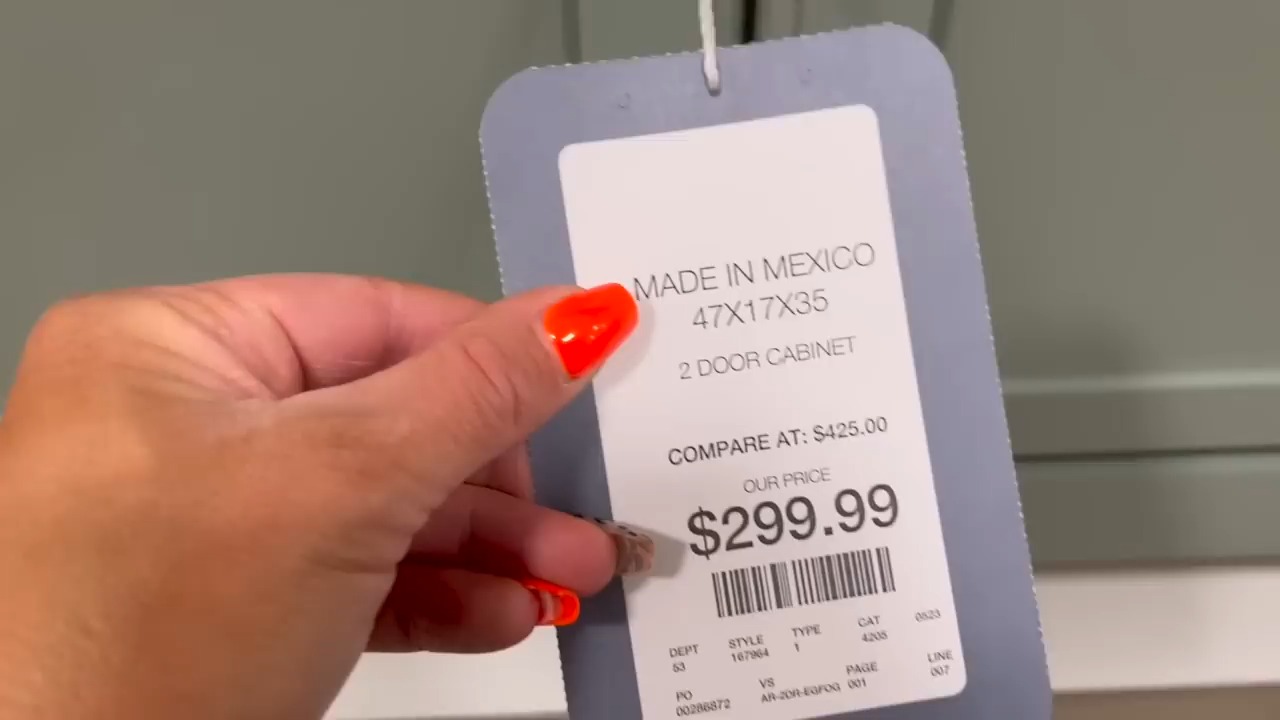 MADE IN MEXICO
47X17X35
2 DOOR CABINET
COMPARE AT: $425.00
OUR PRICE
$299.99
DEPT STYLE TYPE CAT 0523
53 167964 1 4205
PO VS PAGE LINE
00286872 AR-2DR-EGFOG 001 007